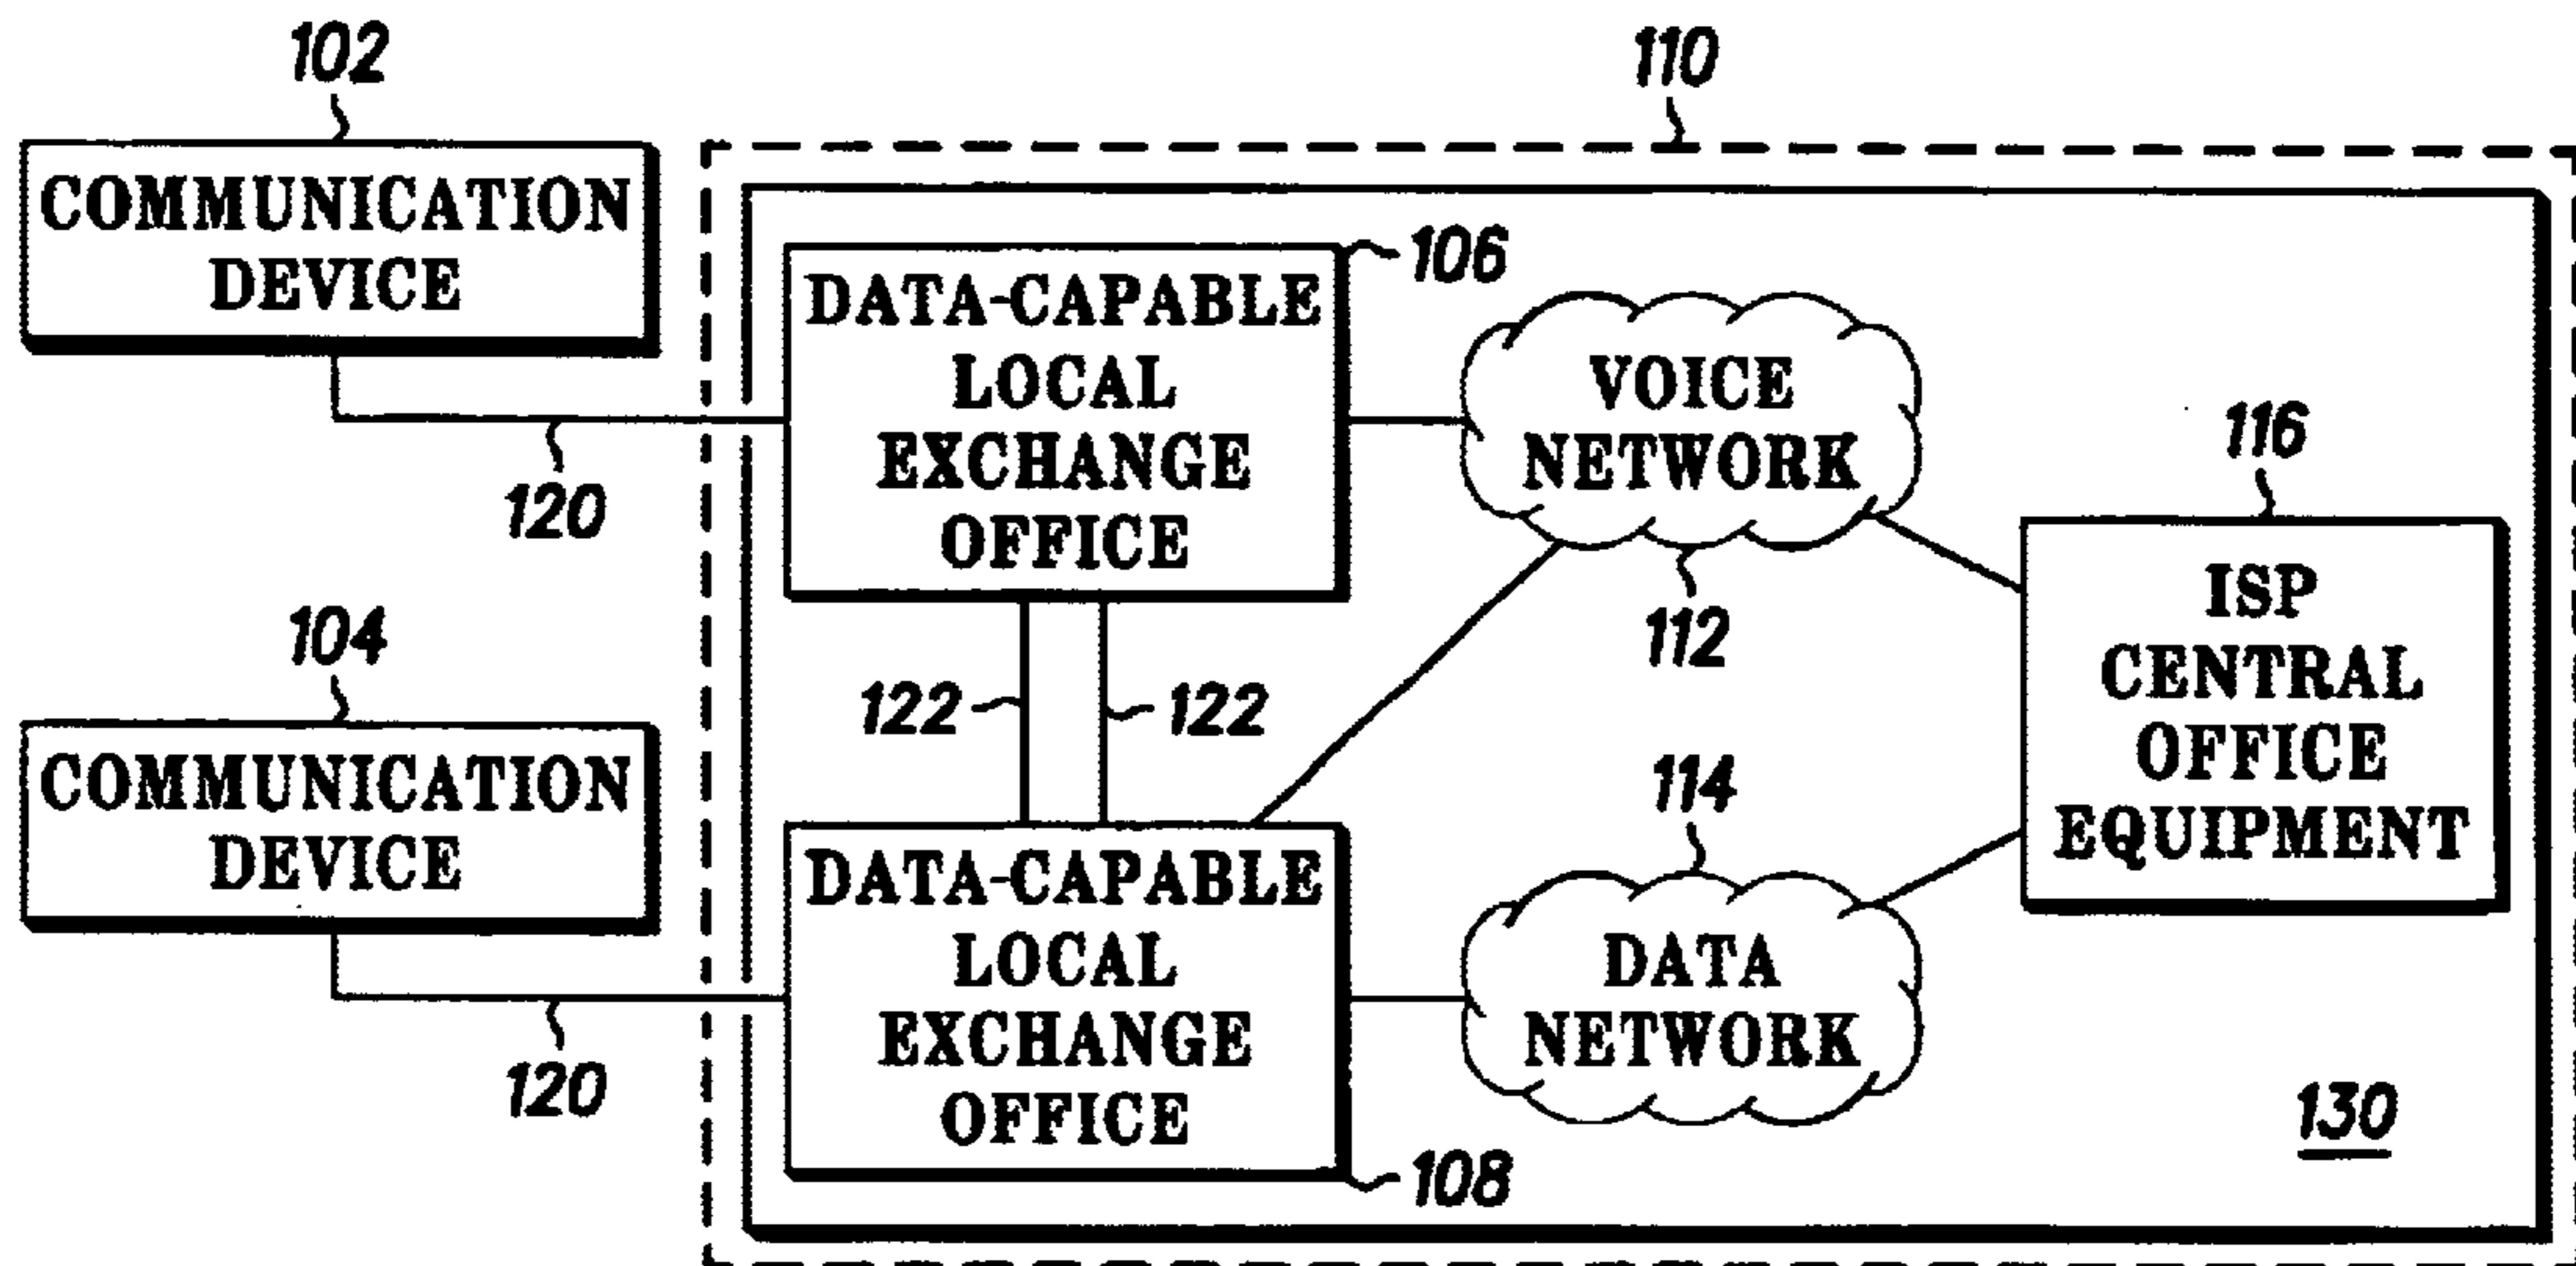 102
110
COMMUNICATION
DEVICE
106
DATA-CAPABLE
LOCAL
EXCHANGE
OFFICE
VOICE
NETWORK
116
120
112
ISP
CENTRAL
OFFICE
EQUIPMENT
104
122
122
COMMUNICATION
DEVICE
114
DATA-CAPABLE
LOCAL
EXCHANGE
OFFICE
DATA
NETWORK
120
108
130